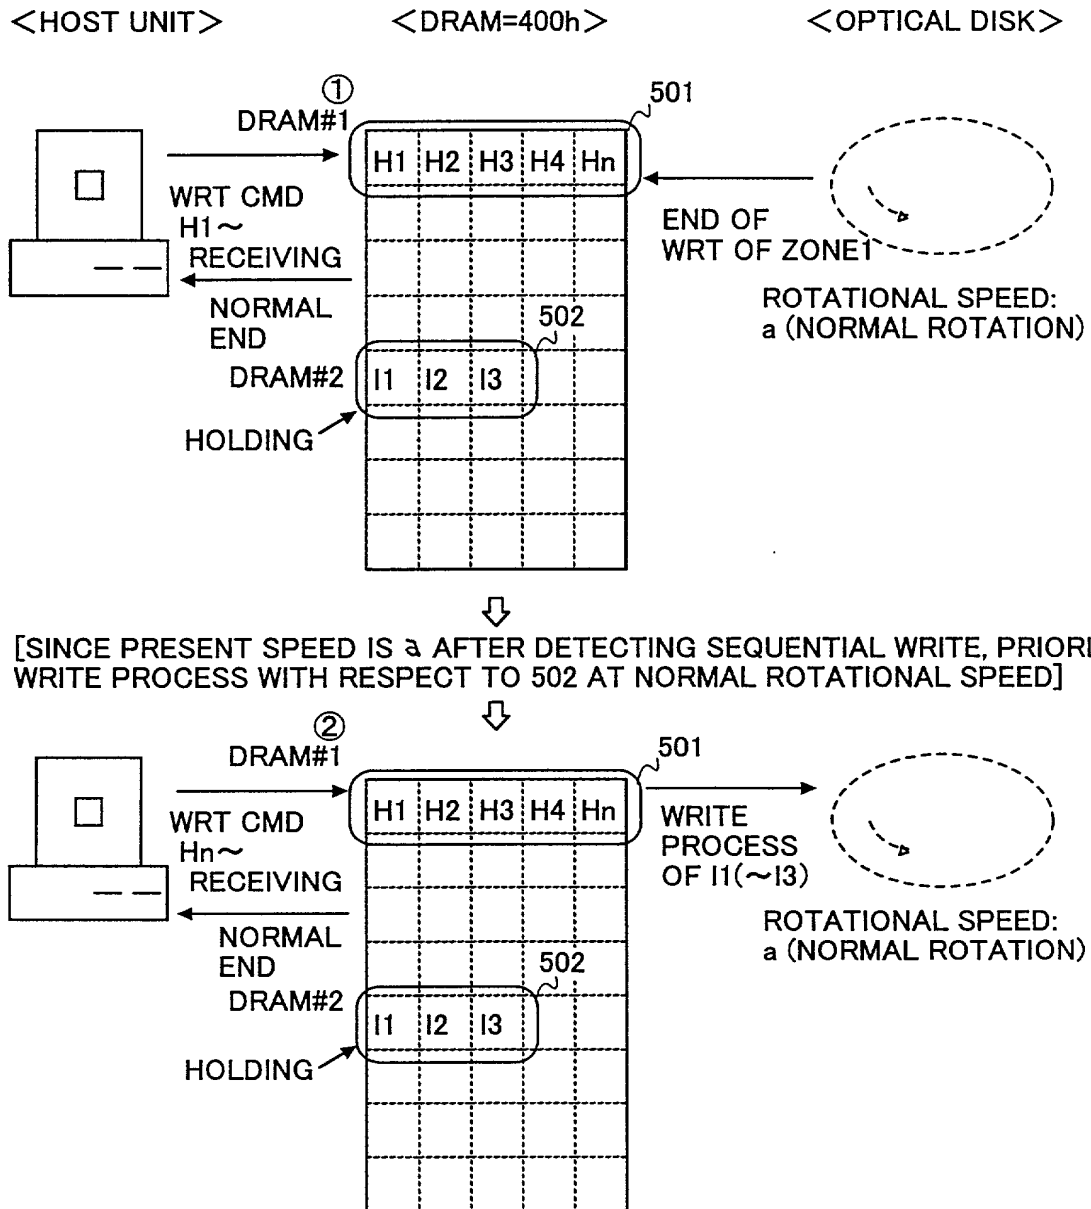 <HOST UNIT>
<DRAM=400h>
<OPTICAL DISK>
①
DRAM#1
501
H1 H2 H3 H4 Hn
WRT CMD
H1~
RECEIVING
NORMAL
END
END OF
WRT OF ZONE1
ROTATIONAL SPEED:
a (NORMAL ROTATION)
502
DRAM#2
I1 I2 I3
HOLDING
[SINCE PRESENT SPEED IS a AFTER DETECTING SEQUENTIAL WRITE, PRIORI
WRITE PROCESS WITH RESPECT TO 502 AT NORMAL ROTATIONAL SPEED]
②
DRAM#1
501
H1 H2 H3 H4 Hn
WRT CMD
Hn~
RECEIVING
NORMAL
END
WRITE
PROCESS
OF I1(~I3)
ROTATIONAL SPEED:
a (NORMAL ROTATION)
502
DRAM#2
I1 I2 I3
HOLDING